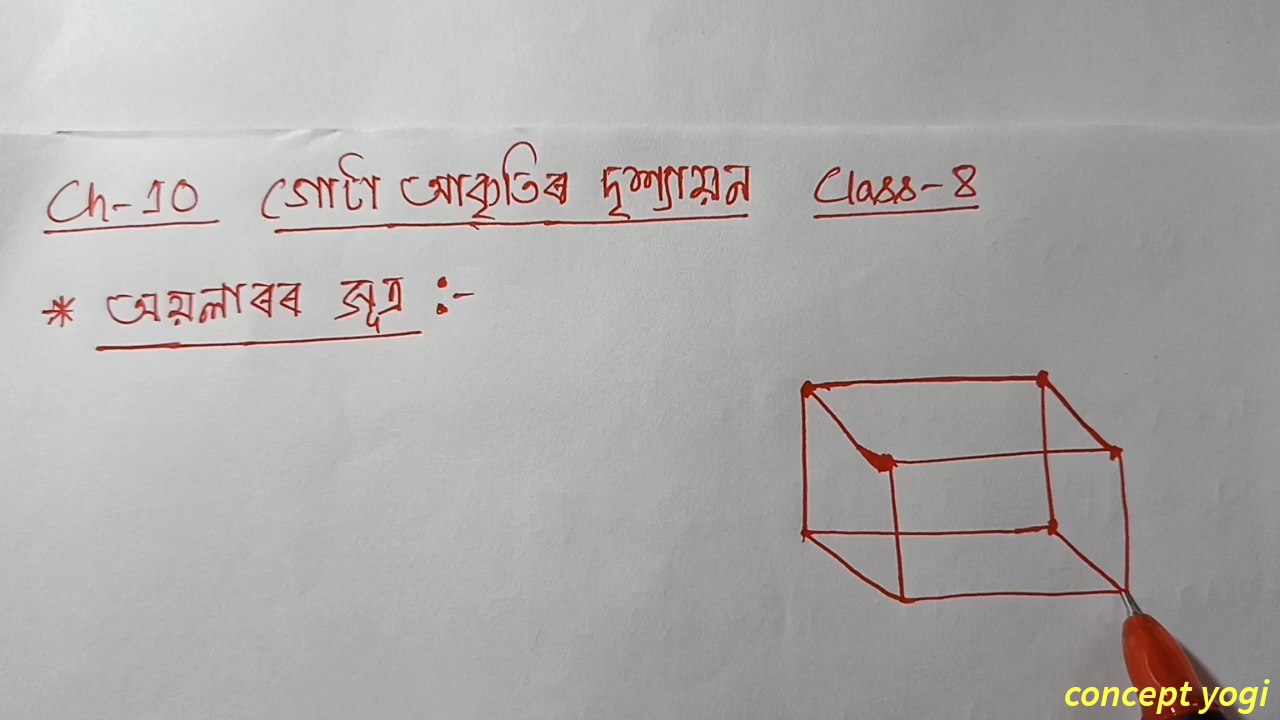 Ch-10 গোটা আকৃতিৰ দৃশ্যায়ন Class-8
* অয়লাৰৰ সূত্ৰ :-
concept yogi